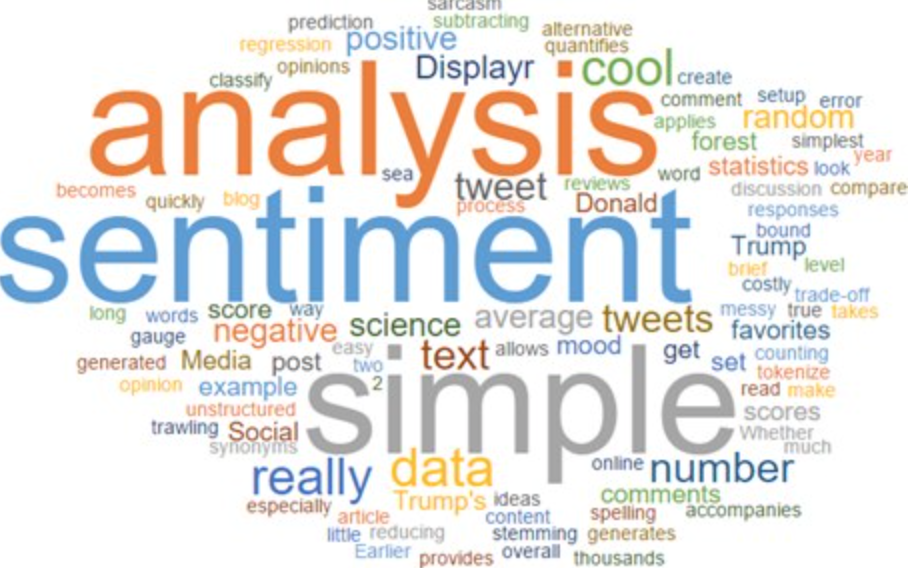 sarcasm
prediction subtracting alternative
regression positive quantifies
opinions Displayr cool create
classify comment setup error
analysis applies random
forest simplest
sea word statistics look year
becomes tweet reviews discussion compare
quickly blog process Donald responses
sentiment bound
Trump
brief level
costly trade-off
long words score way messy true takes
gauge negative science average tweets favorites
generated Media post easy text allows mood get set counting
two tokenize
opinion example 2 simple read make
unstructured scores
trawling Social Whether
synonyms much
really data online number
especially Trump's ideas comments accompanies
article content spelling
little reducing stemming generates
Earlier provides overall thousands